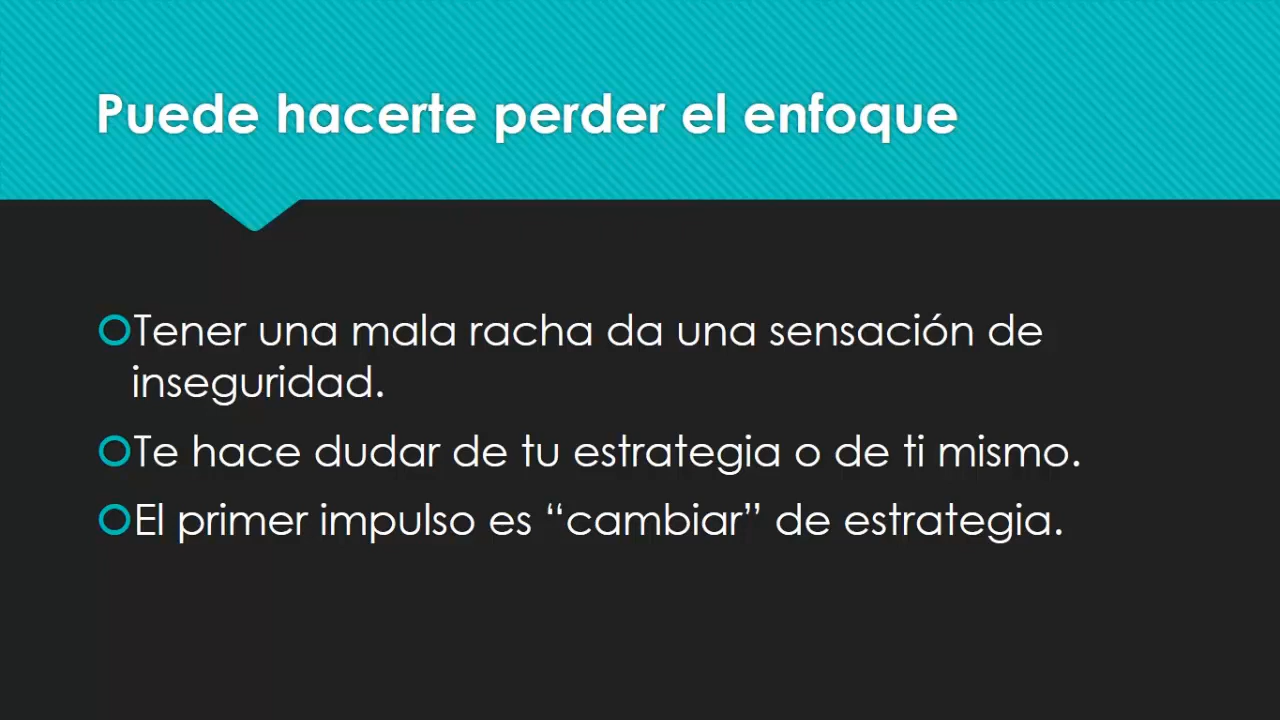 Puede hacerte perder el enfoque
Tener una mala racha da una sensación de
inseguridad.
Te hace dudar de tu estrategia o de ti mismo.
El primer impulso es “cambiar” de estrategia.